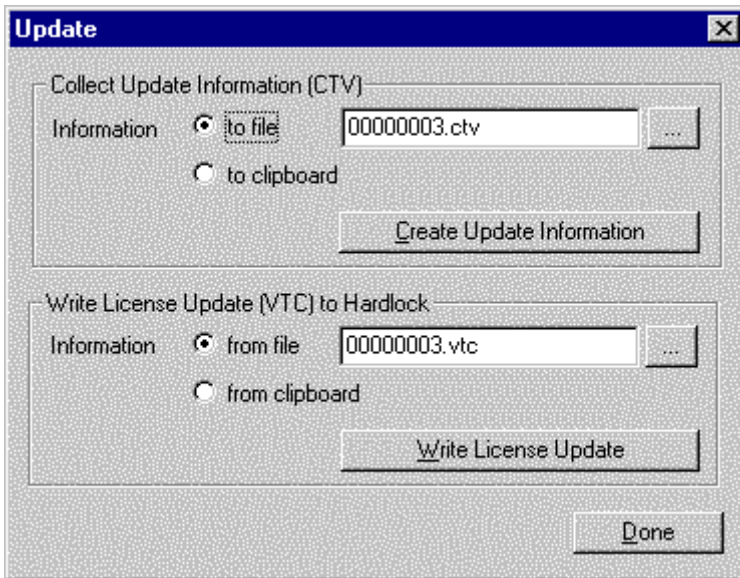 Update
Collect Update Information (CTV)
Information to file 00000003.ctv ...
to clipboard
Create Update Information
Write License Update (VTC) to Hardlock
Information from file 00000003.vtc ...
from clipboard
Write License Update
Done